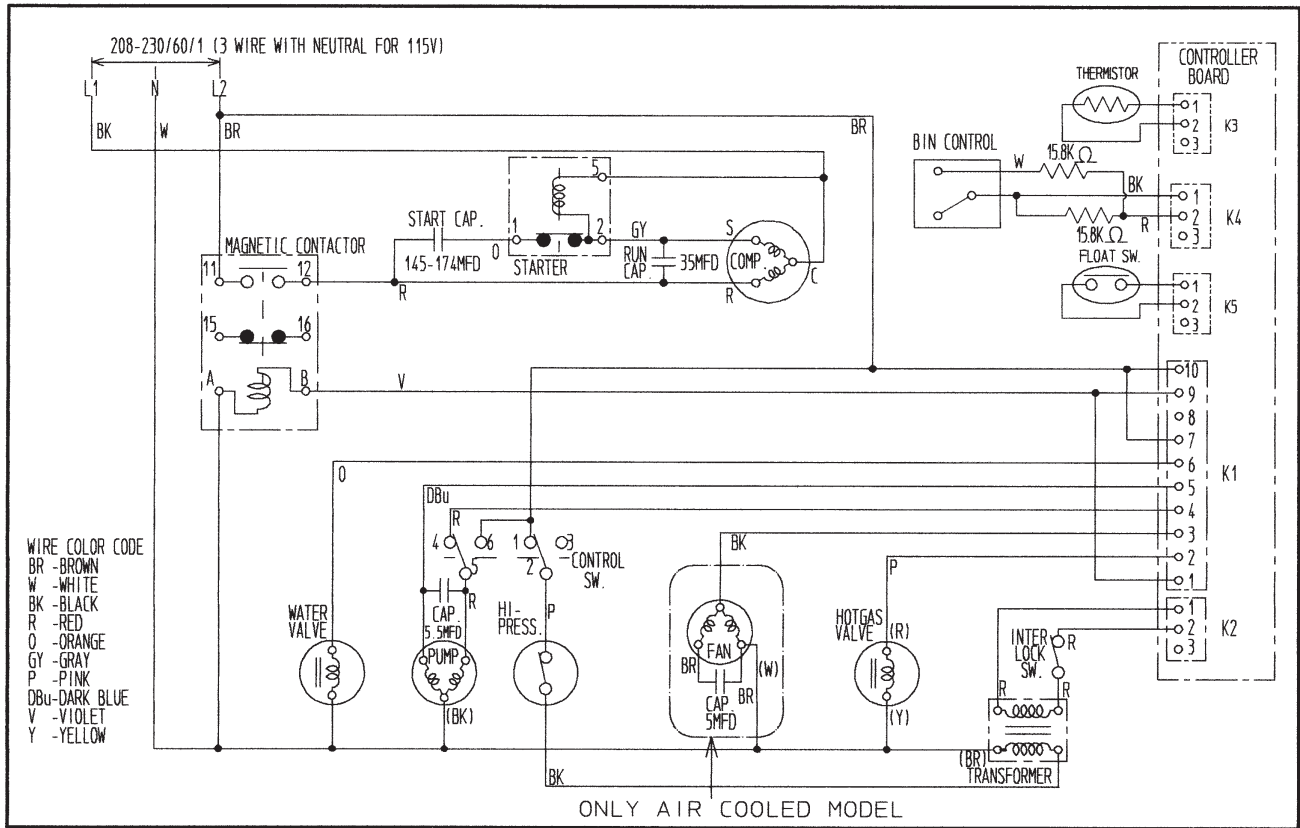 208-230/60/1 (3 WIRE WITH NEUTRAL FOR 115V)
L1 N L2
BK W BR
BR
THERMISTOR
CONTROLLER
BOARD
1
2
3
K3
BIN CONTROL
W
15.8K Ω
BK
R
15.8K Ω
1
2
3
K4
FLOAT SW.
1
2
3
K5
START CAP.
145-174MFD
O
1
5
2
STARTER
GY
RUN
CAP.
35MFD
S
COMP.
R
C
MAGNETIC CONTACTOR
11 12
R
15 16
A B
V
10
9
8
7
6
5
4
3
2
1
K1
O
DBu
R
4 6 1 3
5 2
CONTROL
SW.
CAP.
5.5MFD
R
WATER
VALVE
PUMP
(BK)
HI-
PRESS.
P
BK
BK
FAN
BR
(W)
CAP.
5MFD
BR
P
HOTGAS
VALVE
(R)
(Y)
1
2
3
K2
INTER
LOCK
SW.
R
R
R
(BR)
TRANSFORMER
WIRE COLOR CODE
BR -BROWN
W -WHITE
BK -BLACK
R -RED
O -ORANGE
GY -GRAY
P -PINK
DBu-DARK BLUE
V -VIOLET
Y -YELLOW
ONLY AIR COOLED MODEL